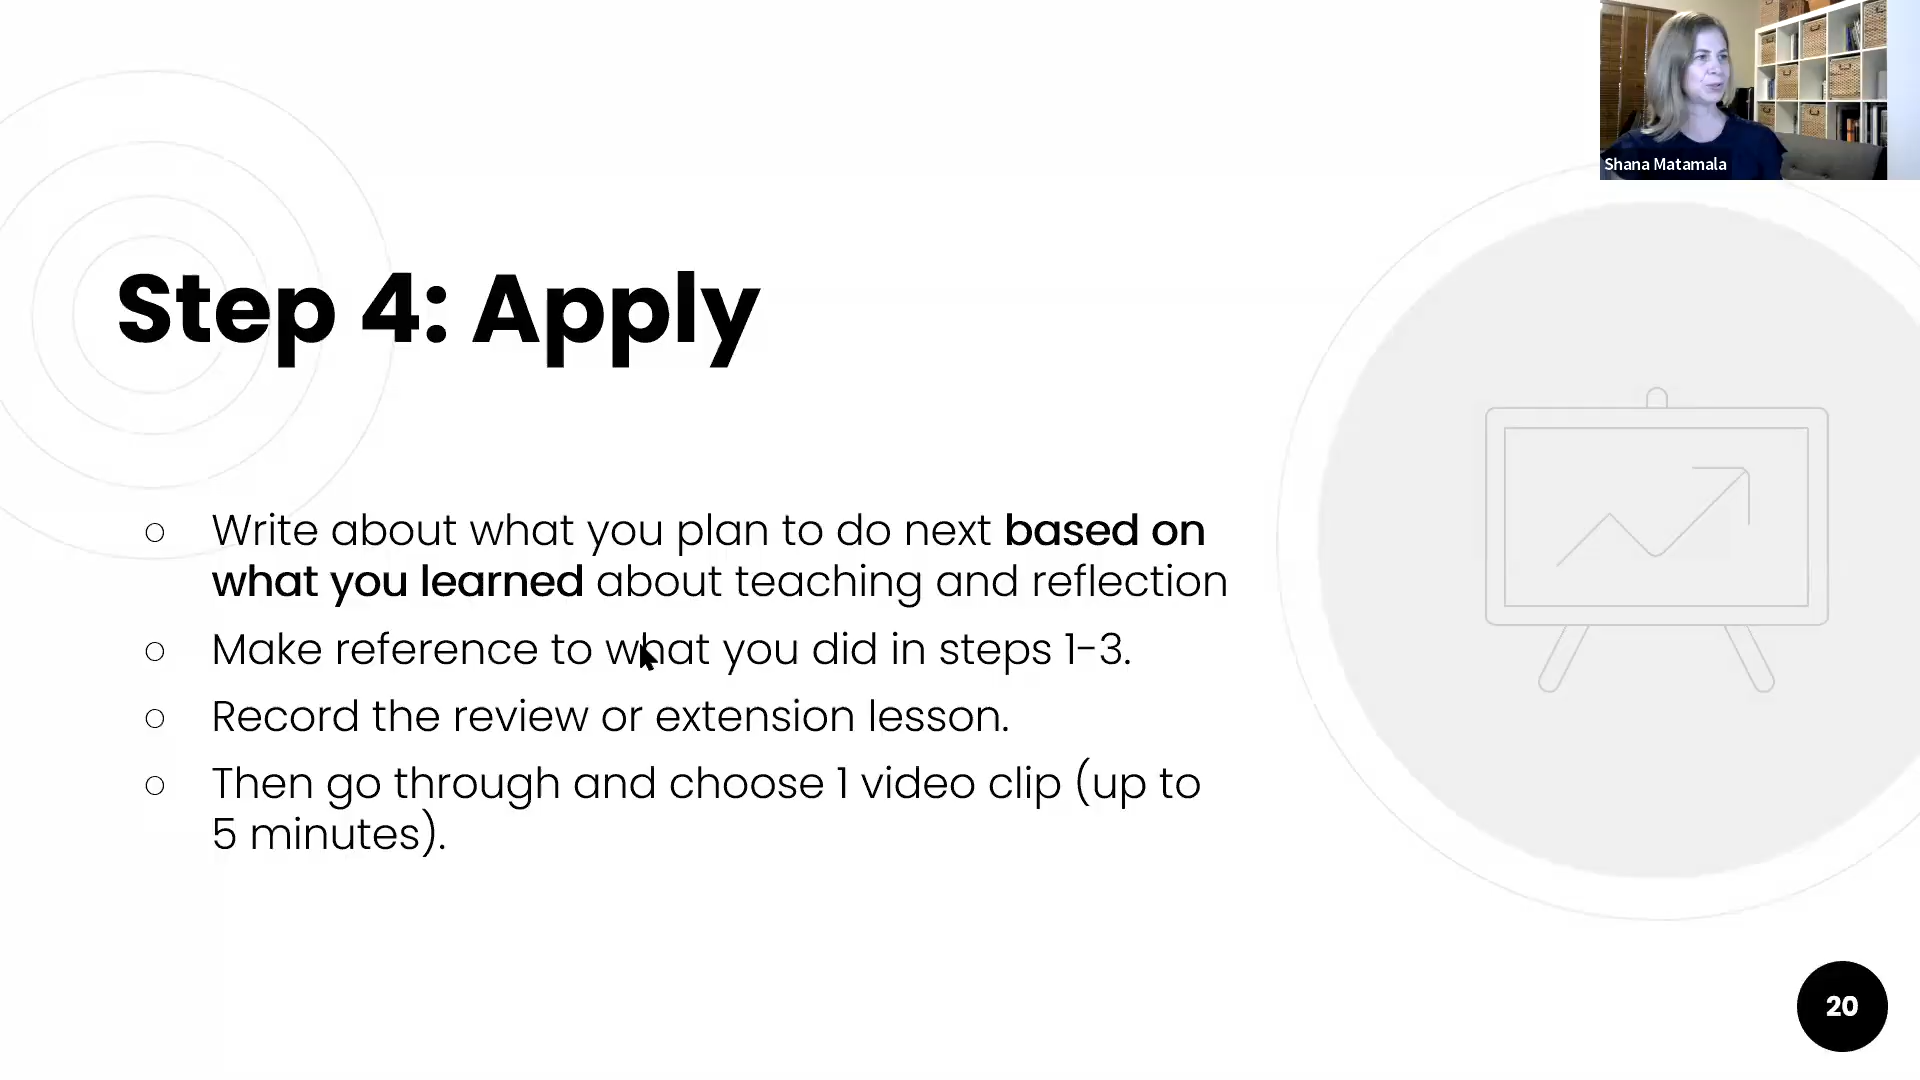 Shana Matamala
Step 4: Apply
○ Write about what you plan to do next based on
what you learned about teaching and reflection
○ Make reference to what you did in steps 1-3.
○ Record the review or extension lesson.
○ Then go through and choose 1 video clip (up to
5 minutes).
20